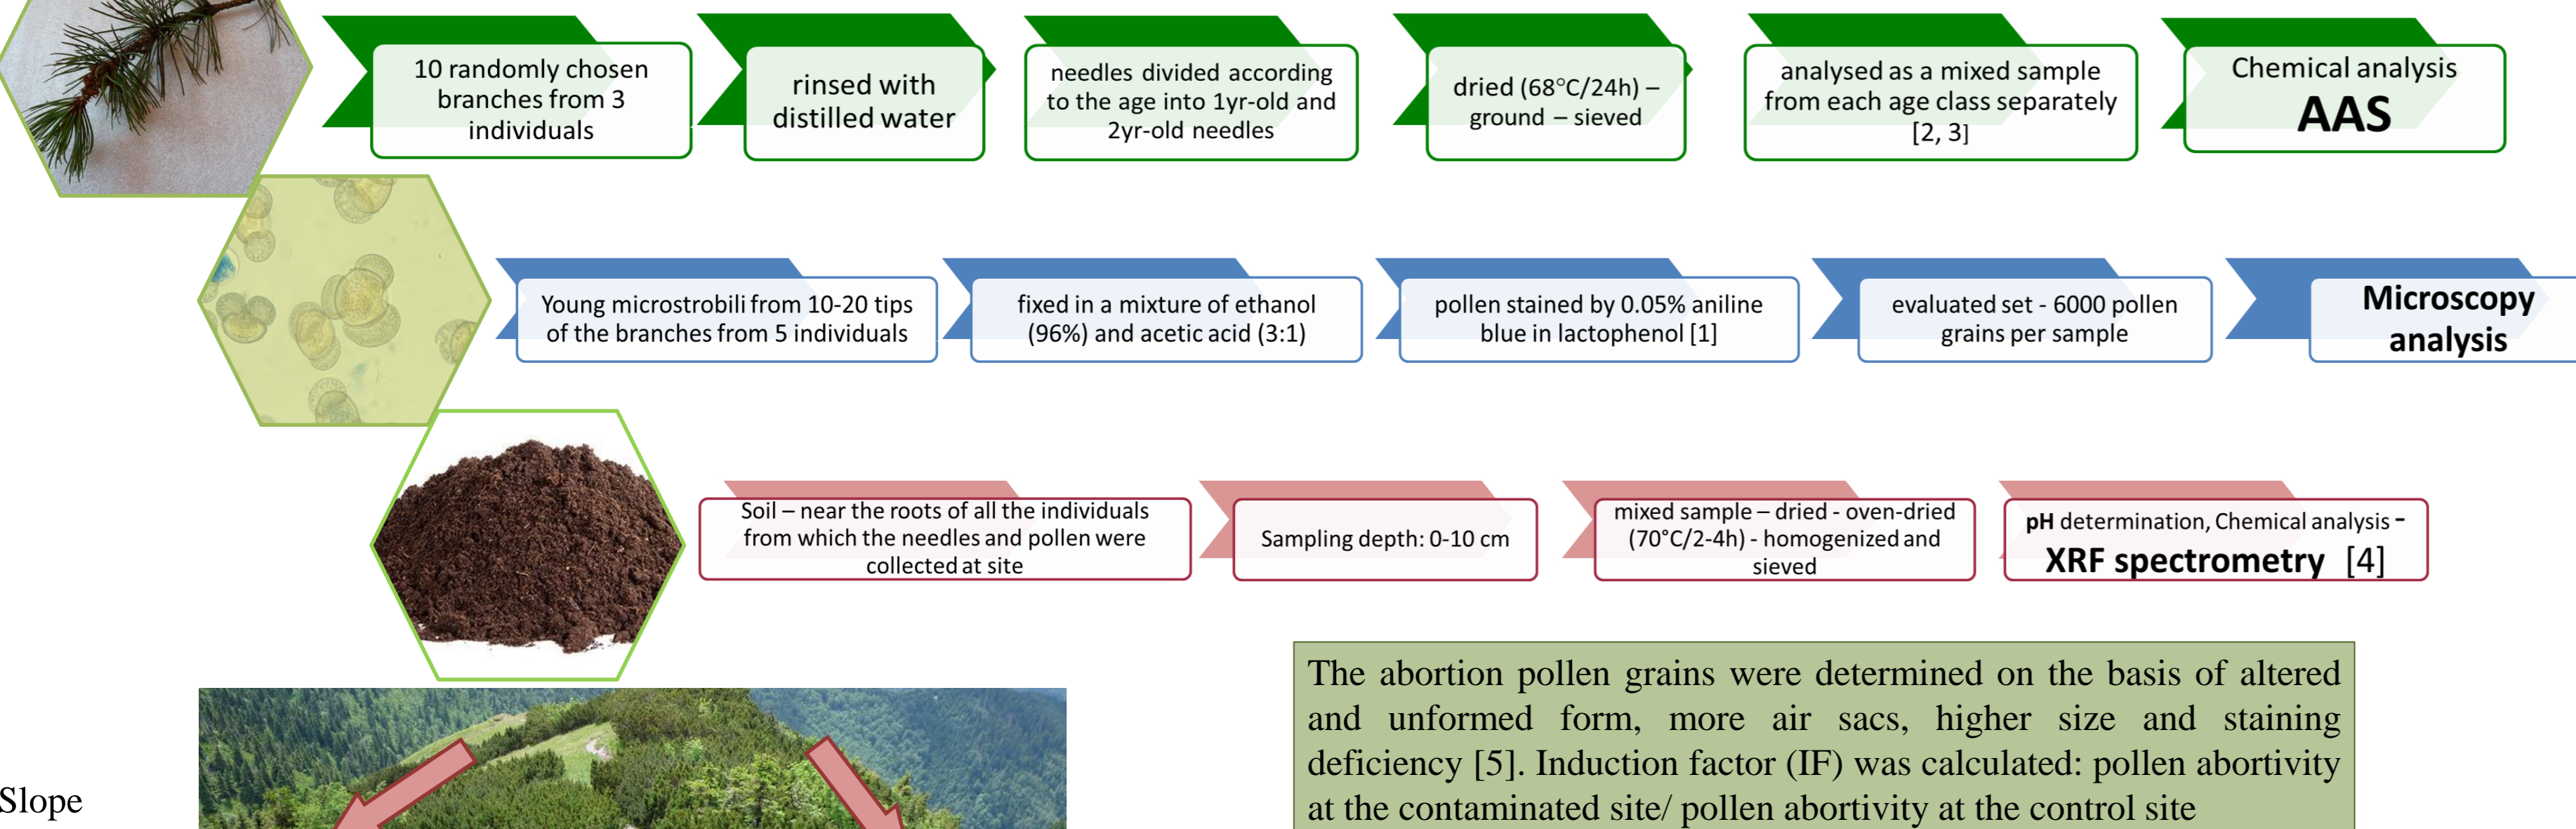 10 randomly chosen
branches from 3
individuals
rinsed with
distilled water
needles divided according
to the age into 1yr-old and
2yr-old needles
dried (68°C/24h) –
ground – sieved
analysed as a mixed sample
from each age class separately
[2, 3]
Chemical analysis
AAS
Young microstrobili from 10-20 tips
of the branches from 5 individuals
fixed in a mixture of ethanol
(96%) and acetic acid (3:1)
pollen stained by 0.05% aniline
blue in lactophenol [1]
evaluated set - 6000 pollen
grains per sample
Microscopy
analysis
Soil – near the roots of all the individuals
from which the needles and pollen were
collected at site
Sampling depth: 0-10 cm
mixed sample – dried - oven-dried
(70°C/2-4h) - homogenized and
sieved
pH determination, Chemical analysis -
XRF spectrometry [4]
The abortion pollen grains were determined on the basis of altered
and unformed form, more air sacs, higher size and staining
deficiency [5]. Induction factor (IF) was calculated: pollen abortivity
at the contaminated site/ pollen abortivity at the control site
Slope